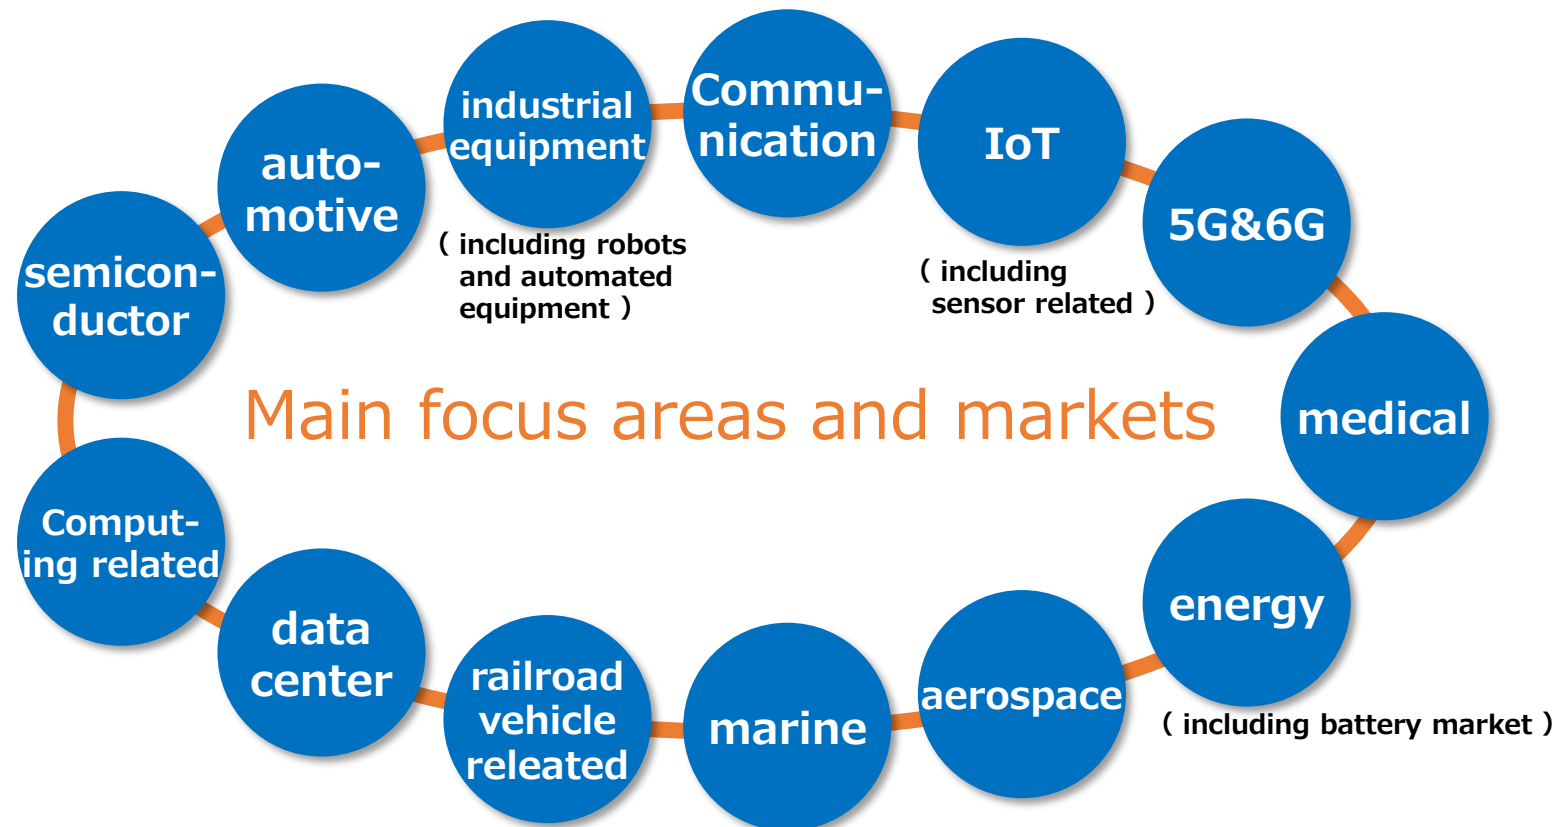 Main focus areas and markets
semicon-
ductor
auto-
motive
industrial
equipment
( including robots
and automated
equipment )
Commu-
nication
IoT
( including
sensor related )
5G&6G
medical
energy
( including battery market )
aerospace
marine
railroad
vehicle
releated
data
center
Comput-
ing related